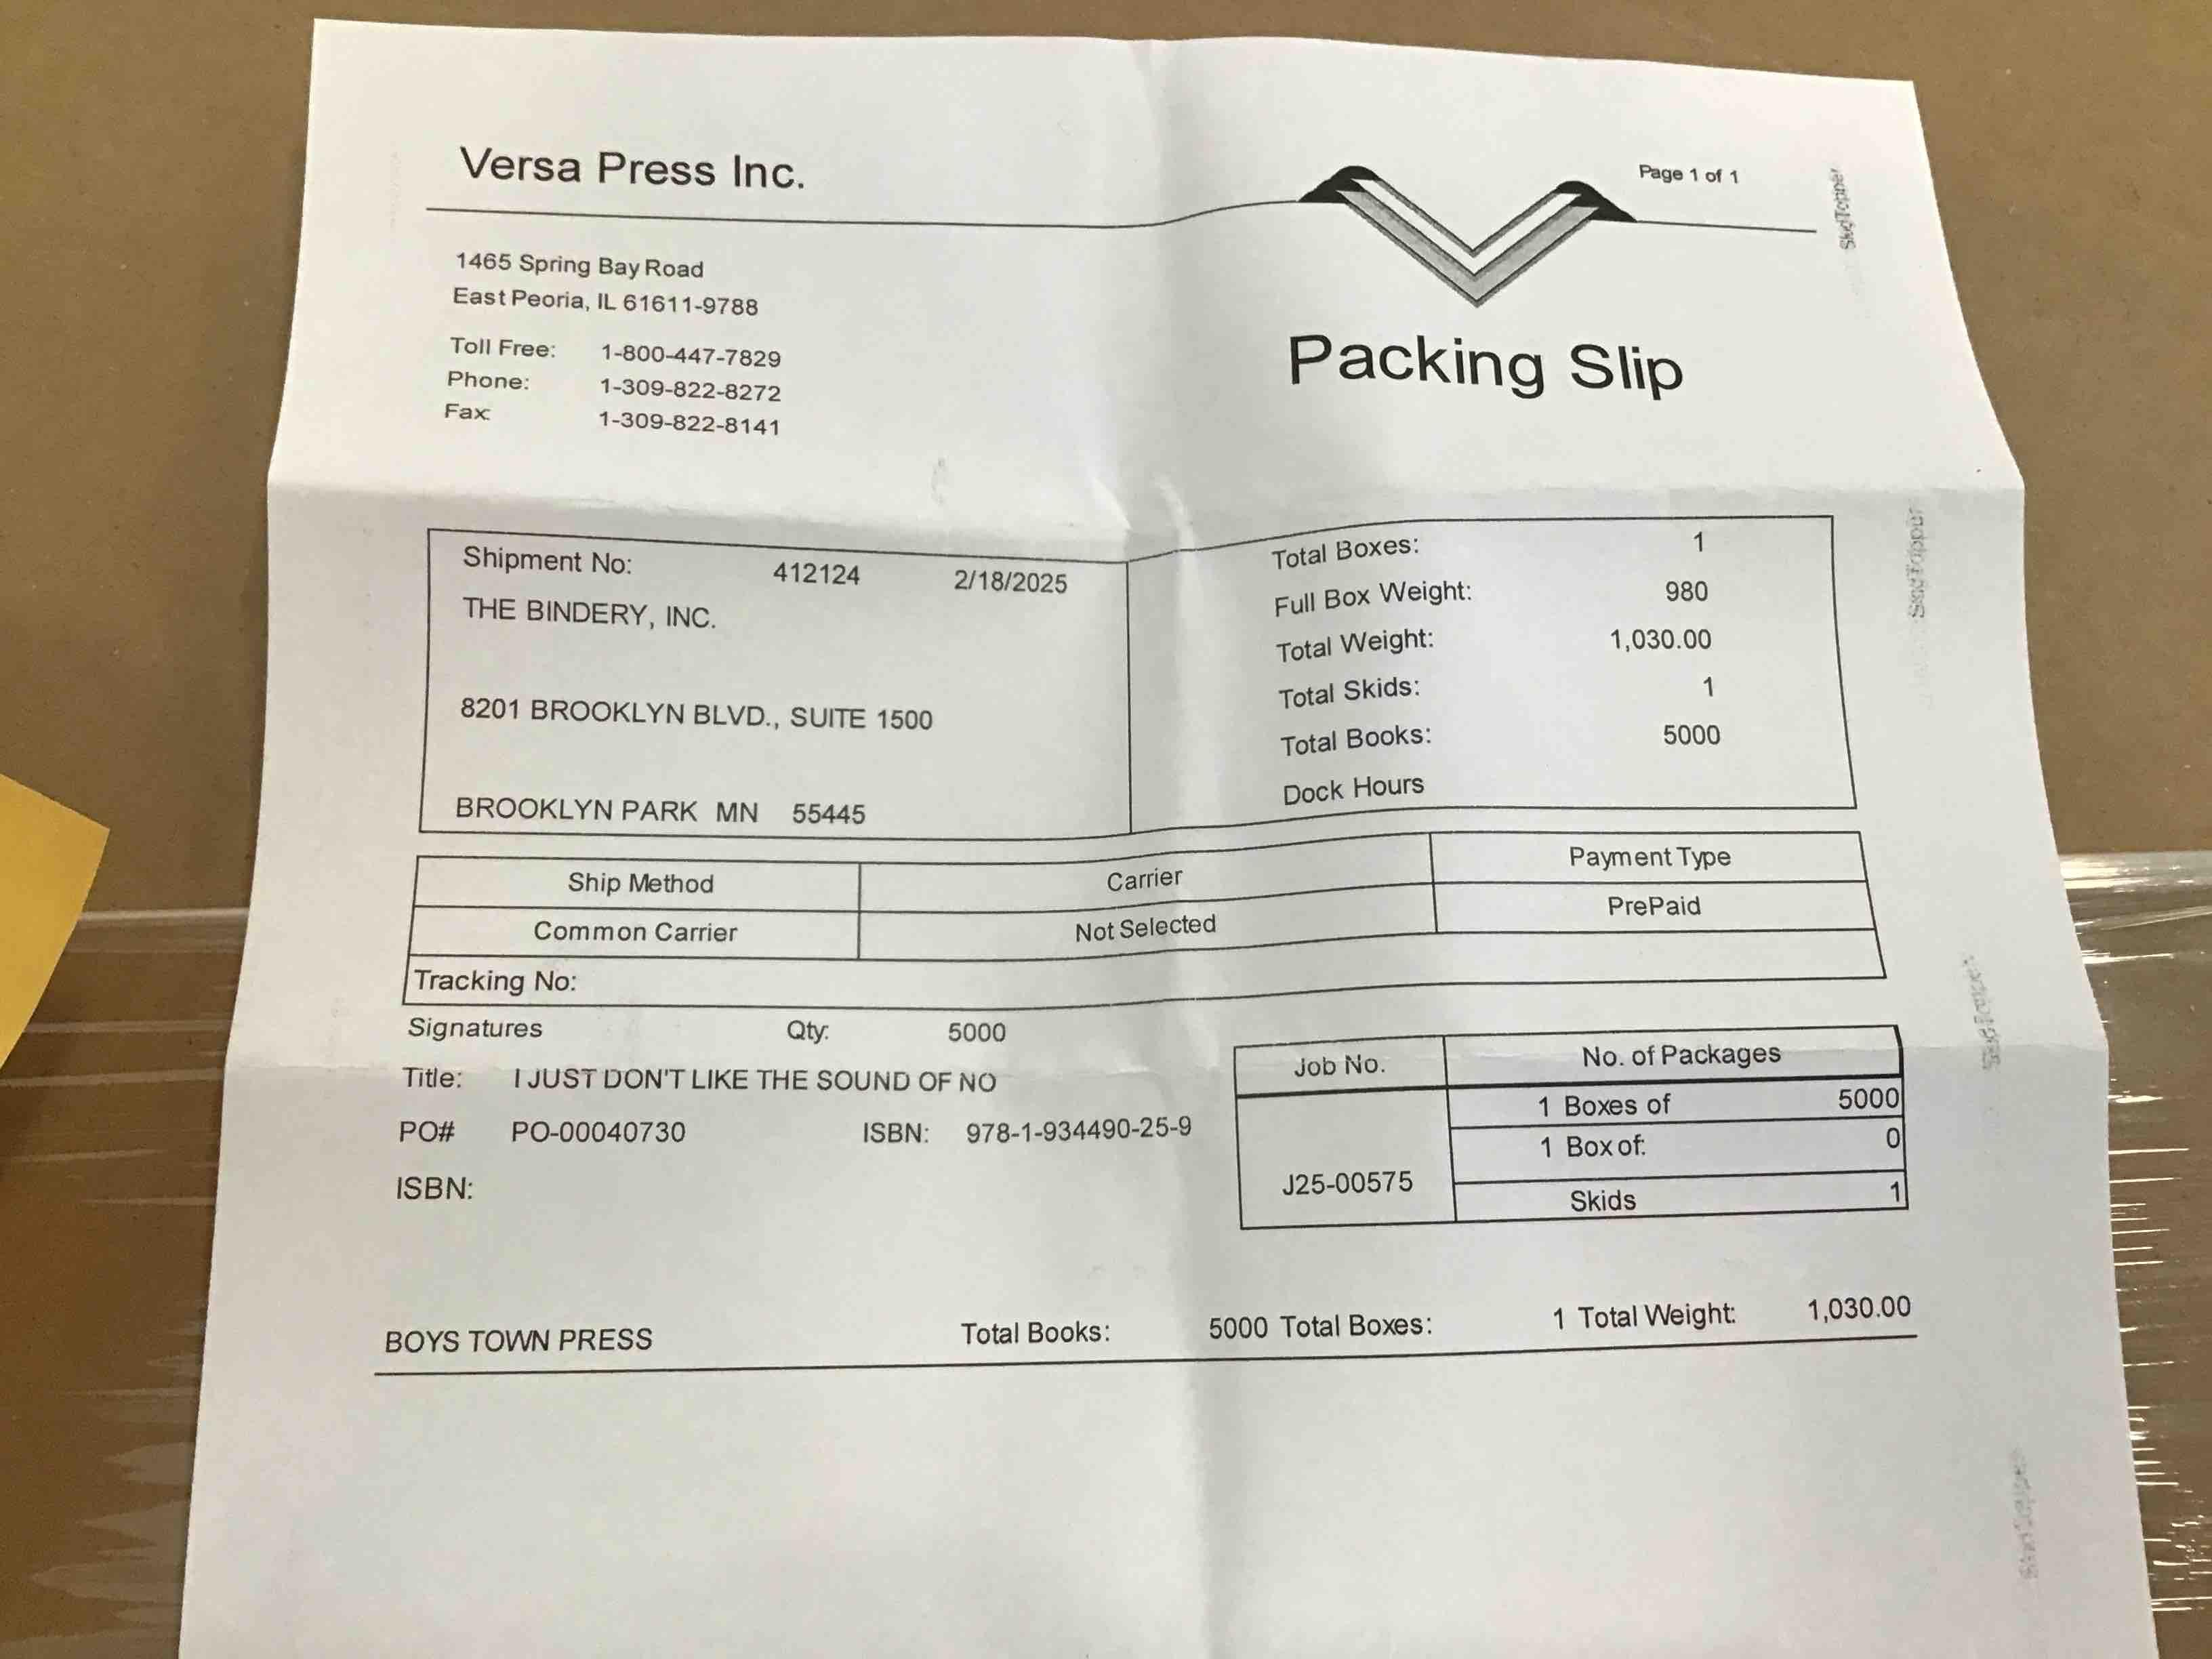 Versa Press Inc.
Page 1 of 1
1465 Spring Bay Road
East Peoria, IL 61611-9788
Toll Free: 1-800-447-7829
Phone: 1-309-822-8272
Fax: 1-309-822-8141
Packing Slip
Shipment No: 412124 2/18/2025
THE BINDERY, INC.
8201 BROOKLYN BLVD., SUITE 1500
BROOKLYN PARK MN 55445
Total Boxes: 1
Full Box Weight: 980
Total Weight: 1,030.00
Total Skids: 1
Total Books: 5000
Dock Hours
Ship Method Carrier Payment Type
Common Carrier Not Selected PrePaid
Tracking No:
Signatures Qty: 5000
Title: I JUST DON'T LIKE THE SOUND OF NO
PO# PO-00040730 ISBN: 978-1-934490-25-9
ISBN:
Job No. No. of Packages
J25-00575
1 Boxes of 5000
1 Box of: 0
Skids 1
BOYS TOWN PRESS Total Books: 5000 Total Boxes: 1 Total Weight: 1,030.00
SkidTopper